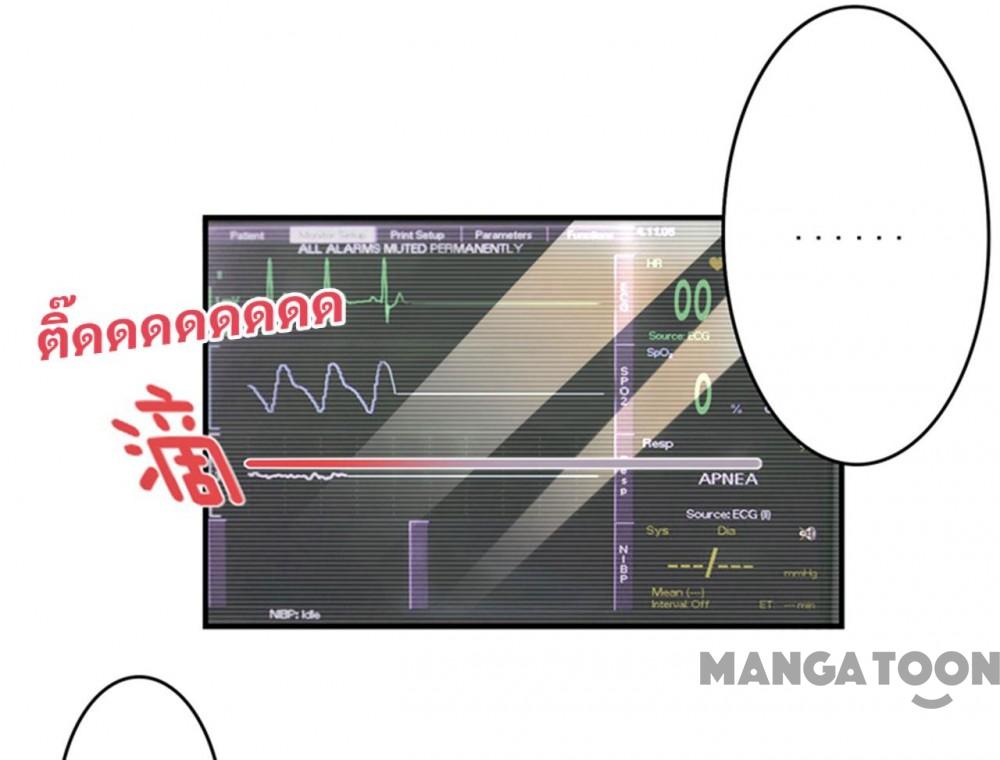 ......
Patient Monitor Setup Print Setup Parameters Functions 4.11.05
ALL ALARMS MUTED PERMANENTLY
HR
00
ECG
Source: ECG
SpO₂
SPO2
0
%
ติ๊ดดดดดดดดด
滴
Resp
Resp
APNEA
Source: ECG (II)
Sys Dia
---/---
mmHg
NIBP
Mean (---)
Interval: Off ET: --- min
NIBP: Idle
MANGATOON